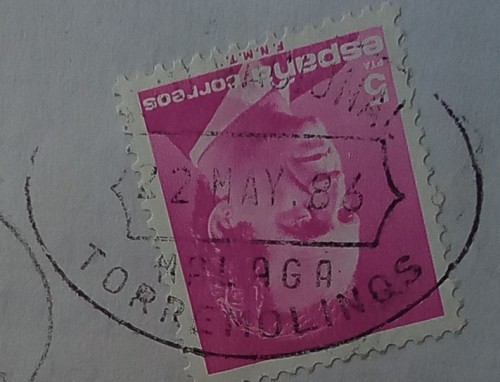 22 MAY.86
MALAGA
TORREMOLINOS
5 PTA
españa correos
F.N.M.T.